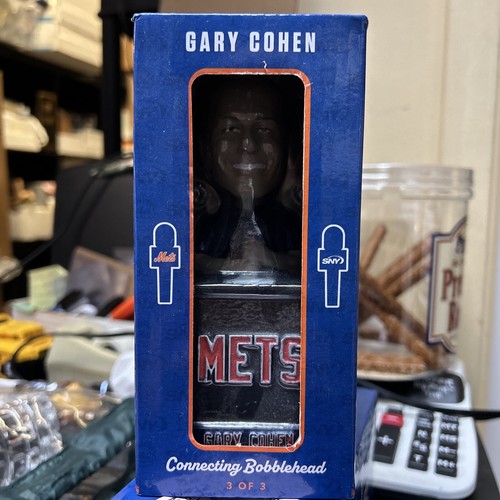 GARY COHEN
Mets
SNY
METS
GARY COHEN
Connecting Bobblehead
3 OF 3